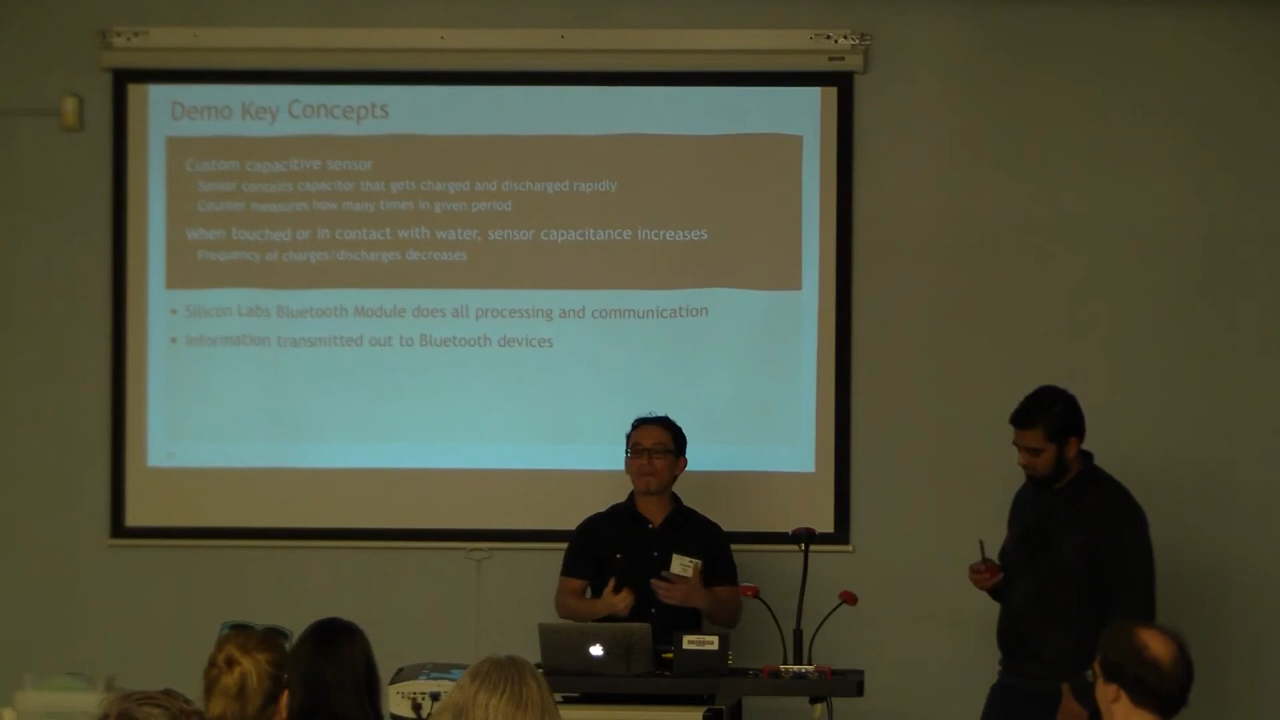 Demo Key Concepts
Custom capacitive sensor
- Sensor contains capacitor that gets charged and discharged rapidly
- Counter measures how many times in given period
When touched or in contact with water, sensor capacitance increases
- Frequency of charges/discharges decreases
• Silicon Labs Bluetooth Module does all processing and communication
• Information transmitted out to Bluetooth devices